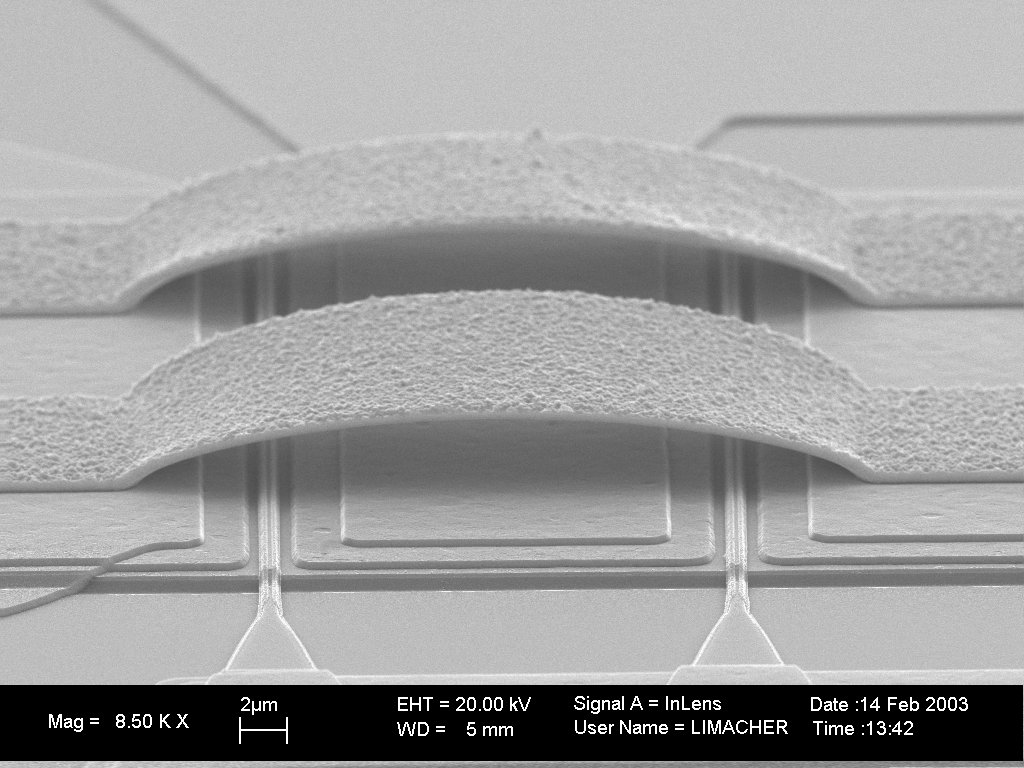 Mag = 8.50 K X
2µm
EHT = 20.00 kV
WD = 5 mm
Signal A = InLens
User Name = LIMACHER
Date :14 Feb 2003
Time :13:42